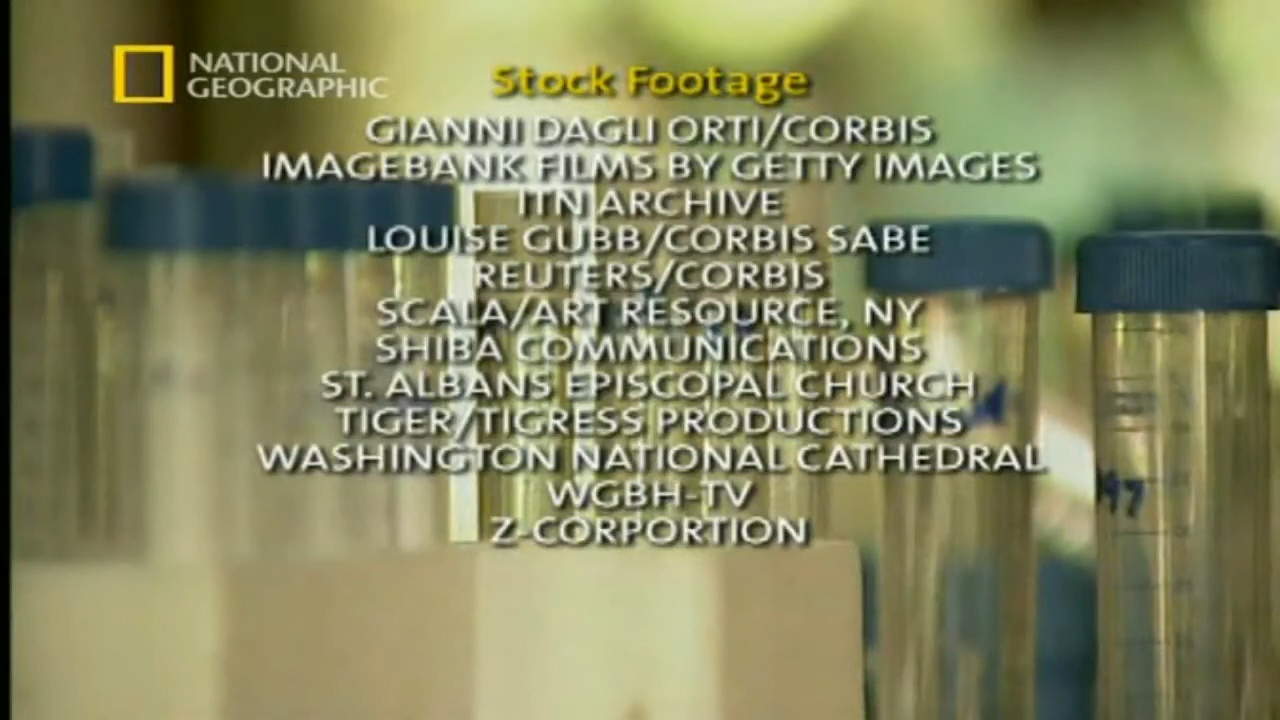 NATIONAL
GEOGRAPHIC
Stock Footage
GIANNI DAGLI ORTI/CORBIS
IMAGEBANK FILMS BY GETTY IMAGES
ITN ARCHIVE
LOUISE GUBB/CORBIS SABE
REUTERS/CORBIS
SCALA/ART RESOURCE, NY
SHIBA COMMUNICATIONS
ST. ALBANS EPISCOPAL CHURCH
TIGER/TIGRESS PRODUCTIONS
WASHINGTON NATIONAL CATHEDRAL
WGBH-TV
Z-CORPORTION